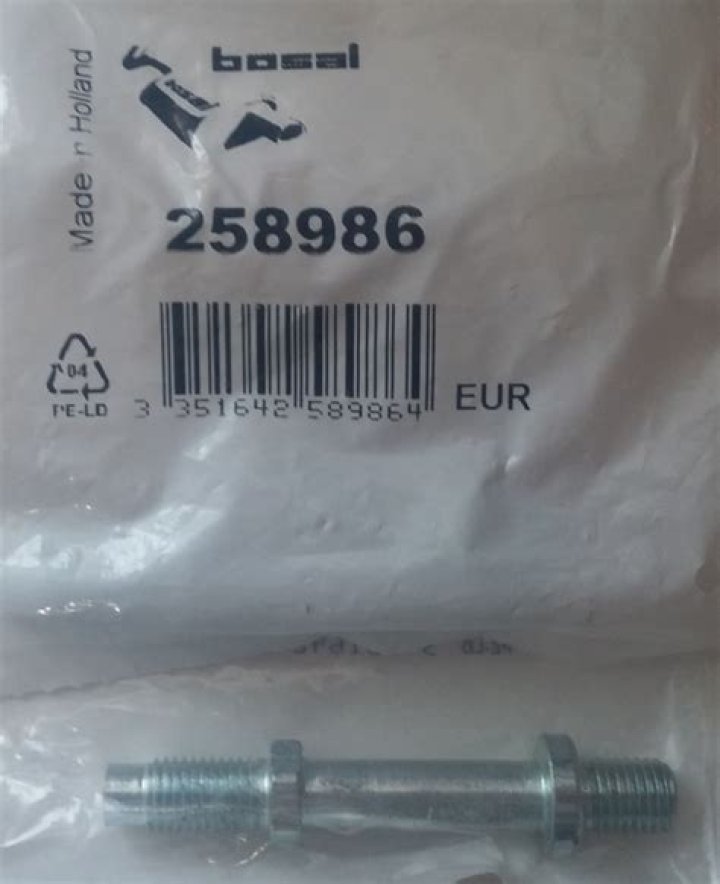 bosal
Made in Holland
258986
04
PE-LD
3 351642 589864
EUR